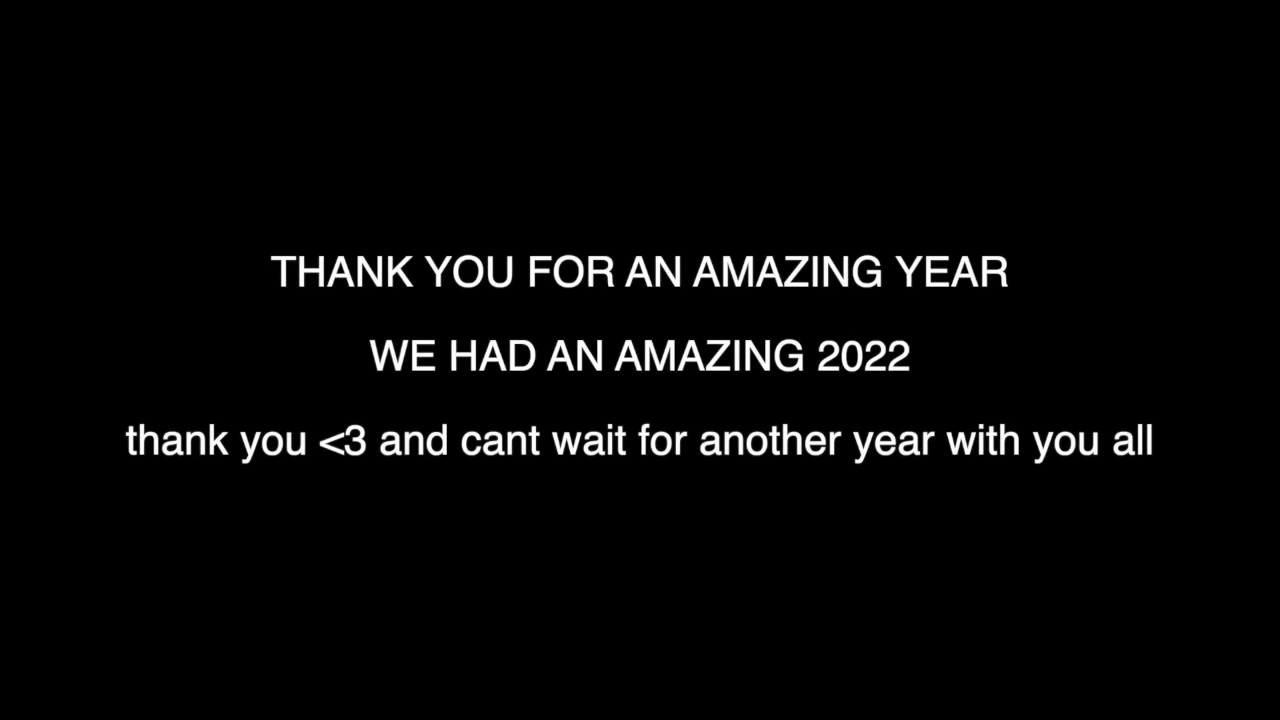 THANK YOU FOR AN AMAZING YEAR
WE HAD AN AMAZING 2022
thank you <3 and cant wait for another year with you all